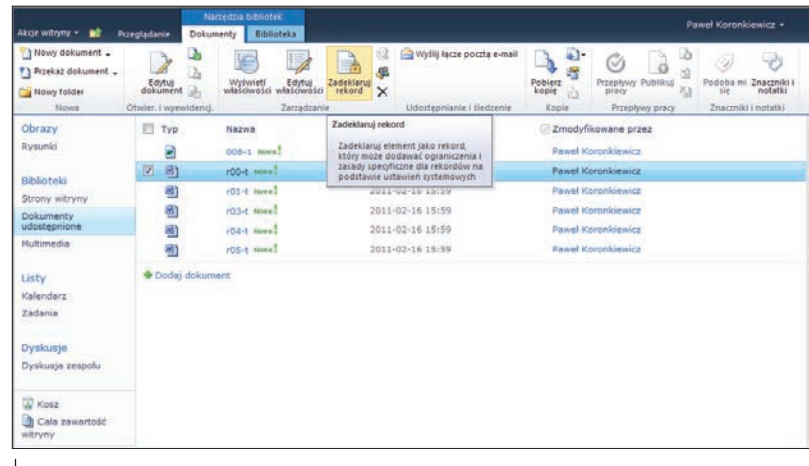 Narzędzia bibliotek
Akcje witryny Przeglądanie Dokumenty Biblioteka Paweł Koronkiewicz
Nowy dokument
Przekaż dokument
Nowy folder
Nowa
Edytuj dokument
Otwier. i wyewidencj.
Wyświetl właściwości
Edytuj właściwości
Zadeklaruj rekord
Zarządzanie
Wyślij łącze pocztą e-mail
Udostępnianie i śledzenie
Pobierz kopię
Kopie
Przepływy pracy
Publikuj
Przepływy pracy
Podoba mi się
Znaczniki i notatki
Znaczniki i notatki
Obrazy
Rysunki
Biblioteki
Strony witryny
Dokumenty udostępnione
Multimedia
Listy
Kalendarz
Zadania
Dyskusje
Dyskusja zespołu
Kosz
Cała zawartość witryny
Typ Nazwa Zmodyfikowane przez
Zadeklaruj rekord
Zadeklaruj element jako rekord,
który może dodawać ograniczenia i
zasady specyficzne dla rekordów na
podstawie ustawień systemowych
008-1 Nowe! Paweł Koronkiewicz
r00-t Nowe! Paweł Koronkiewicz
r01-t Nowe! 2011-02-16 15:59 Paweł Koronkiewicz
r03-t Nowe! 2011-02-16 15:59 Paweł Koronkiewicz
r04-t Nowe! 2011-02-16 15:59 Paweł Koronkiewicz
r05-t Nowe! 2011-02-16 15:59 Paweł Koronkiewicz
Dodaj dokument